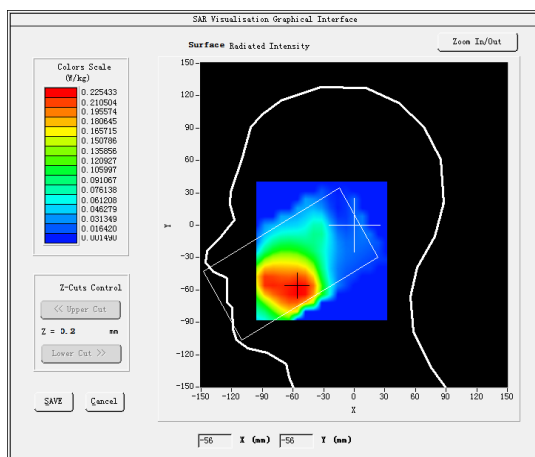 SAR Visualisation Graphical Interface
Surface Radiated Intensity
Zoom In/Out
Colors Scale
(W/kg)
0.225433
0.210504
0.195574
0.180645
0.165715
0.150786
0.135856
0.120927
0.105997
0.091067
0.076138
0.061208
0.046279
0.031349
0.016420
0.001490
Z-Cuts Control
<< Upper Cut
Z = 0.2 mm
Lower Cut >>
SAVE Cancel
150
120
90
60
30
0
-30
-60
-90
-120
-150
Y
-150 -120 -90 -60 -30 0 30 60 90 120 150
X
-56 X (mm) -56 Y (mm)